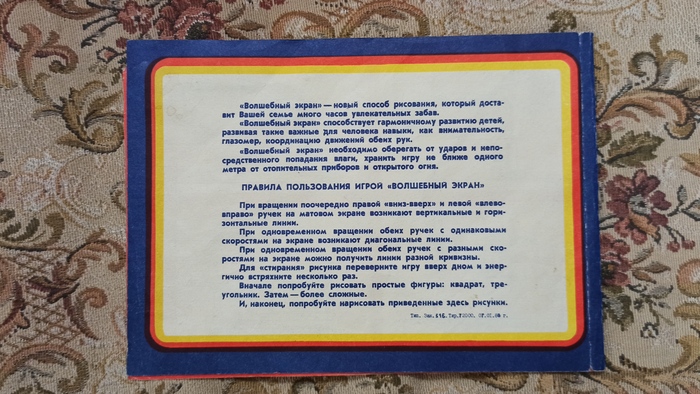 «Волшебный экран» — новый способ рисования, который доста-
вит Вашей семье много часов увлекательных забав.
«Волшебный экран» способствует гармоничному развитию детей,
развивая такие важные для человека навыки, как внимательность,
глазомер, координацию движений обеих рук.
«Волшебный экран» необходимо оберегать от ударов и непо-
средственного попадания влаги, хранить игру не ближе одного
метра от отопительных приборов и открытого огня.
ПРАВИЛА ПОЛЬЗОВАНИЯ ИГРОЙ «ВОЛШЕБНЫЙ ЭКРАН»
При вращении поочередно правой «вниз-вверх» и левой «влево-
вправо» ручек на матовом экране возникают вертикальные и гори-
зонтальные линии.
При одновременном вращении обеих ручек с одинаковыми
скоростями на экране возникают диагональные линии.
При одновременном вращении обеих ручек с разными ско-
ростями на экране можно получить линии разной кривизны.
Для «стирания» рисунка переверните игру вверх дном и энер-
гично встряхните несколько раз.
Вначале попробуйте рисовать простые фигуры: квадрат, тре-
угольник. Затем — более сложные.
И, наконец, попробуйте нарисовать приведенные здесь рисунки.
Тип. Зак. Тир. г.